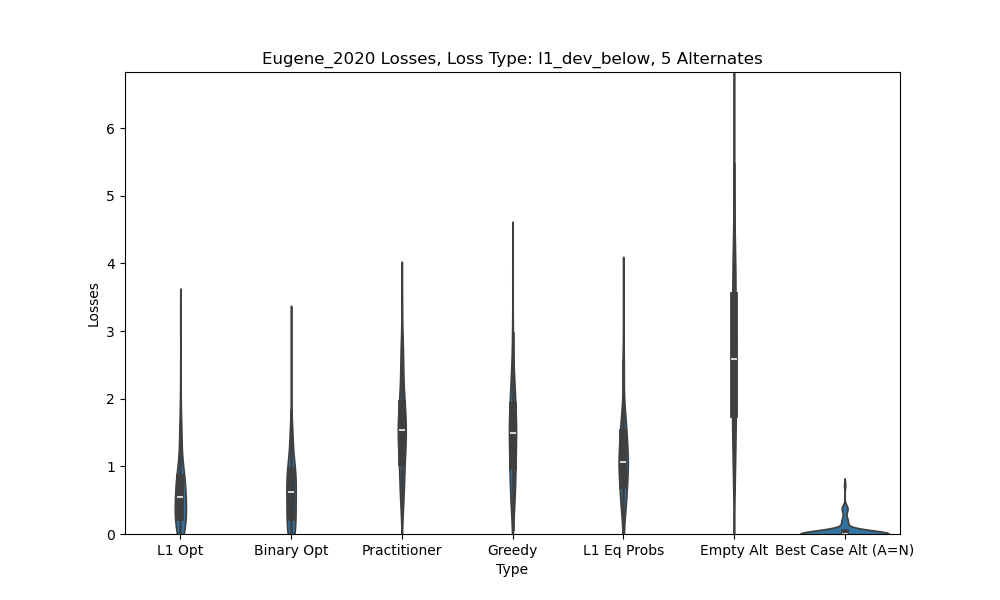 Eugene_2020 Losses, Loss Type: l1_dev_below, 5 Alternates
Losses
6
5
4
3
2
1
0
L1 Opt
Binary Opt
Practitioner
Greedy
L1 Eq Probs
Empty Alt
Best Case Alt (A=N)
Type